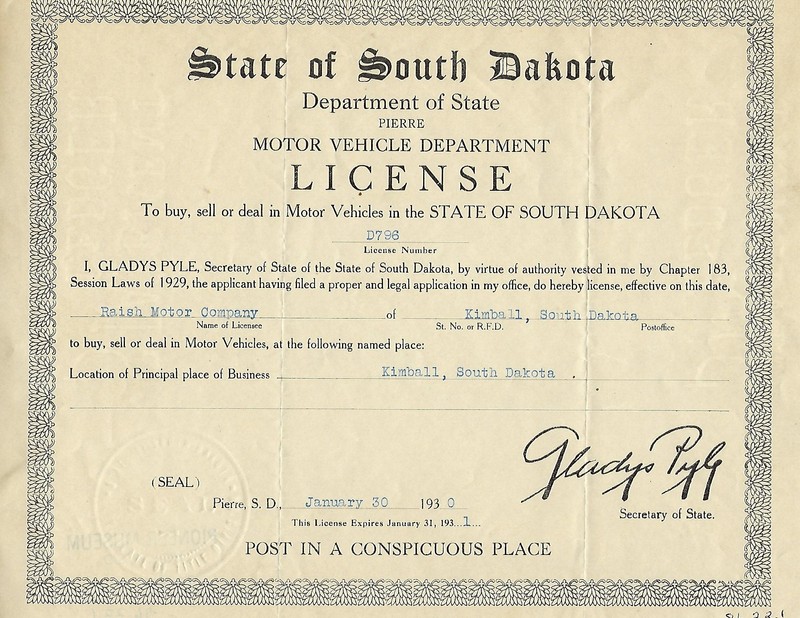 State of South Dakota
Department of State
PIERRE
MOTOR VEHICLE DEPARTMENT
LICENSE
To buy, sell or deal in Motor Vehicles in the STATE OF SOUTH DAKOTA
D796
License Number
I, GLADYS PYLE, Secretary of State of the State of South Dakota, by virtue of authority vested in me by Chapter 183,
Session Laws of 1929, the applicant having filed a proper and legal application in my office, do hereby license, effective on this date,
Raish Motor Company of Kimball, South Dakota
Name of Licensee St. No. or R.F.D. Postoffice
to buy, sell or deal in Motor Vehicles, at the following named place:
Location of Principal place of Business Kimball, South Dakota .
Gladys Pyle
(SEAL)
Pierre, S. D., January 30 1930
Secretary of State.
This License Expires January 31, 193...1...
POST IN A CONSPICUOUS PLACE